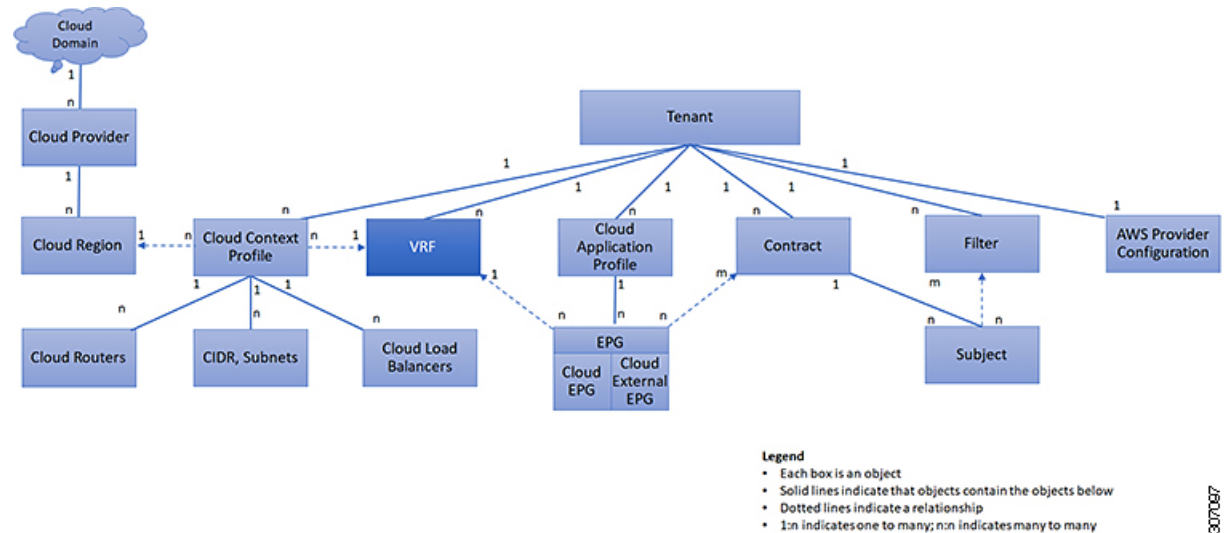 Cloud
Domain
1
n
Cloud Provider
Tenant
1
n
1
1
1
1
1
1
n
n
n
n
n
1
Cloud Region
1
n
Cloud Context
Profile
n
1
VRF
Cloud
Application
Profile
Contract
Filter
AWS Provider
Configuration
1
1
1
n
n
n
1
1
n
n
n
m
1
m
n
n
Cloud Routers
CIDR, Subnets
Cloud Load
Balancers
EPG
Cloud
EPG
Cloud
External
EPG
Subject
Legend
• Each box is an object
• Solid lines indicate that objects contain the objects below
• Dotted lines indicate a relationship
• 1:n indicates one to many; n:n indicates many to many
307097